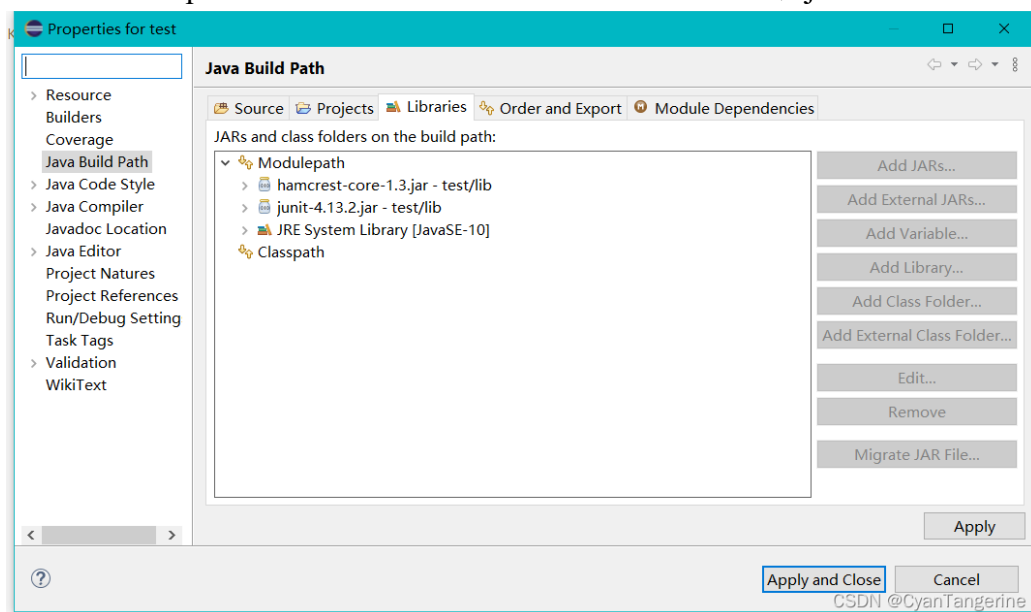 Properties for test
Java Build Path
Resource
Builders
Coverage
Java Build Path
Java Code Style
Java Compiler
Javadoc Location
Java Editor
Project Natures
Project References
Run/Debug Setting
Task Tags
Validation
WikiText
Source Projects Libraries Order and Export Module Dependencies
JARs and class folders on the build path:
Modulepath
hamcrest-core-1.3.jar - test/lib
junit-4.13.2.jar - test/lib
JRE System Library [JavaSE-10]
Classpath
Add JARs...
Add External JARs...
Add Variable...
Add Library...
Add Class Folder...
Add External Class Folder...
Edit...
Remove
Migrate JAR File...
Apply
Apply and Close Cancel
CSDN @CyanTangerine